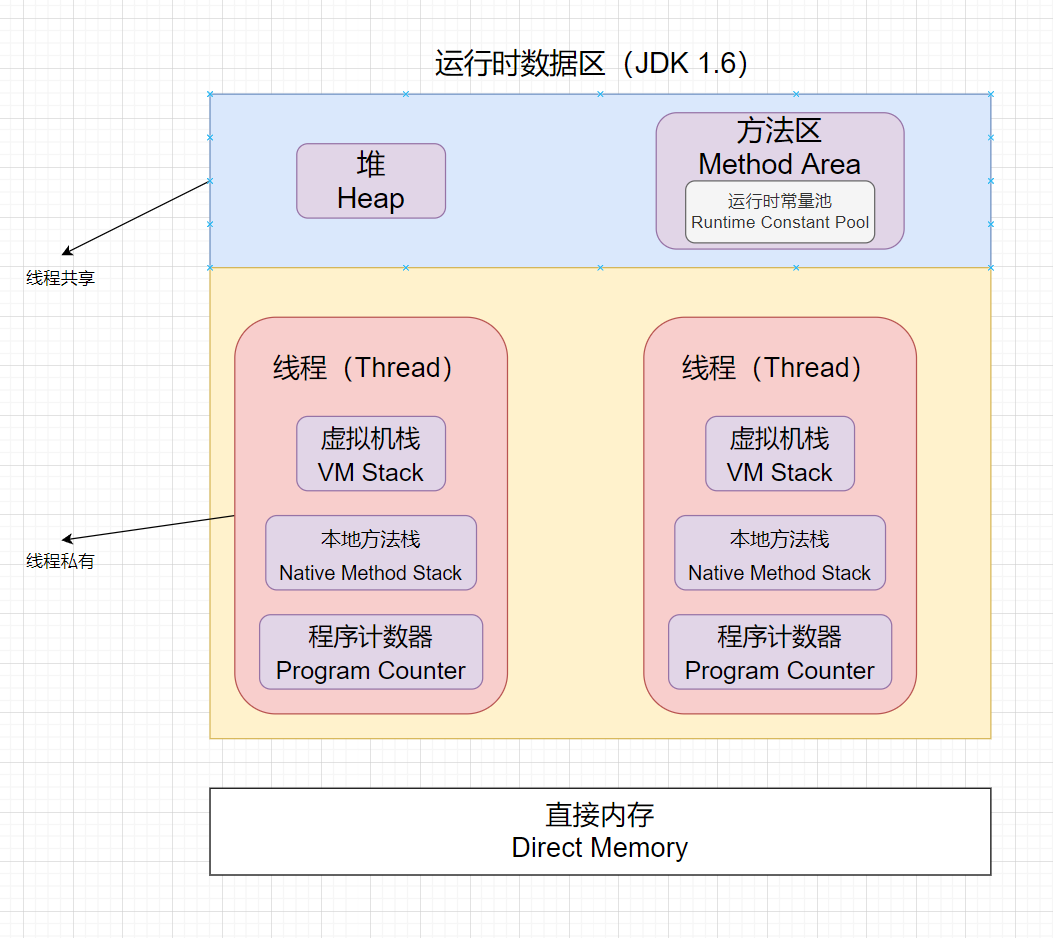 运行时数据区（JDK 1.6）
堆
Heap
方法区
Method Area
运行时常量池
Runtime Constant Pool
线程共享
线程（Thread）
虚拟机栈
VM Stack
本地方法栈
Native Method Stack
程序计数器
Program Counter
线程（Thread）
虚拟机栈
VM Stack
本地方法栈
Native Method Stack
程序计数器
Program Counter
线程私有
直接内存
Direct Memory